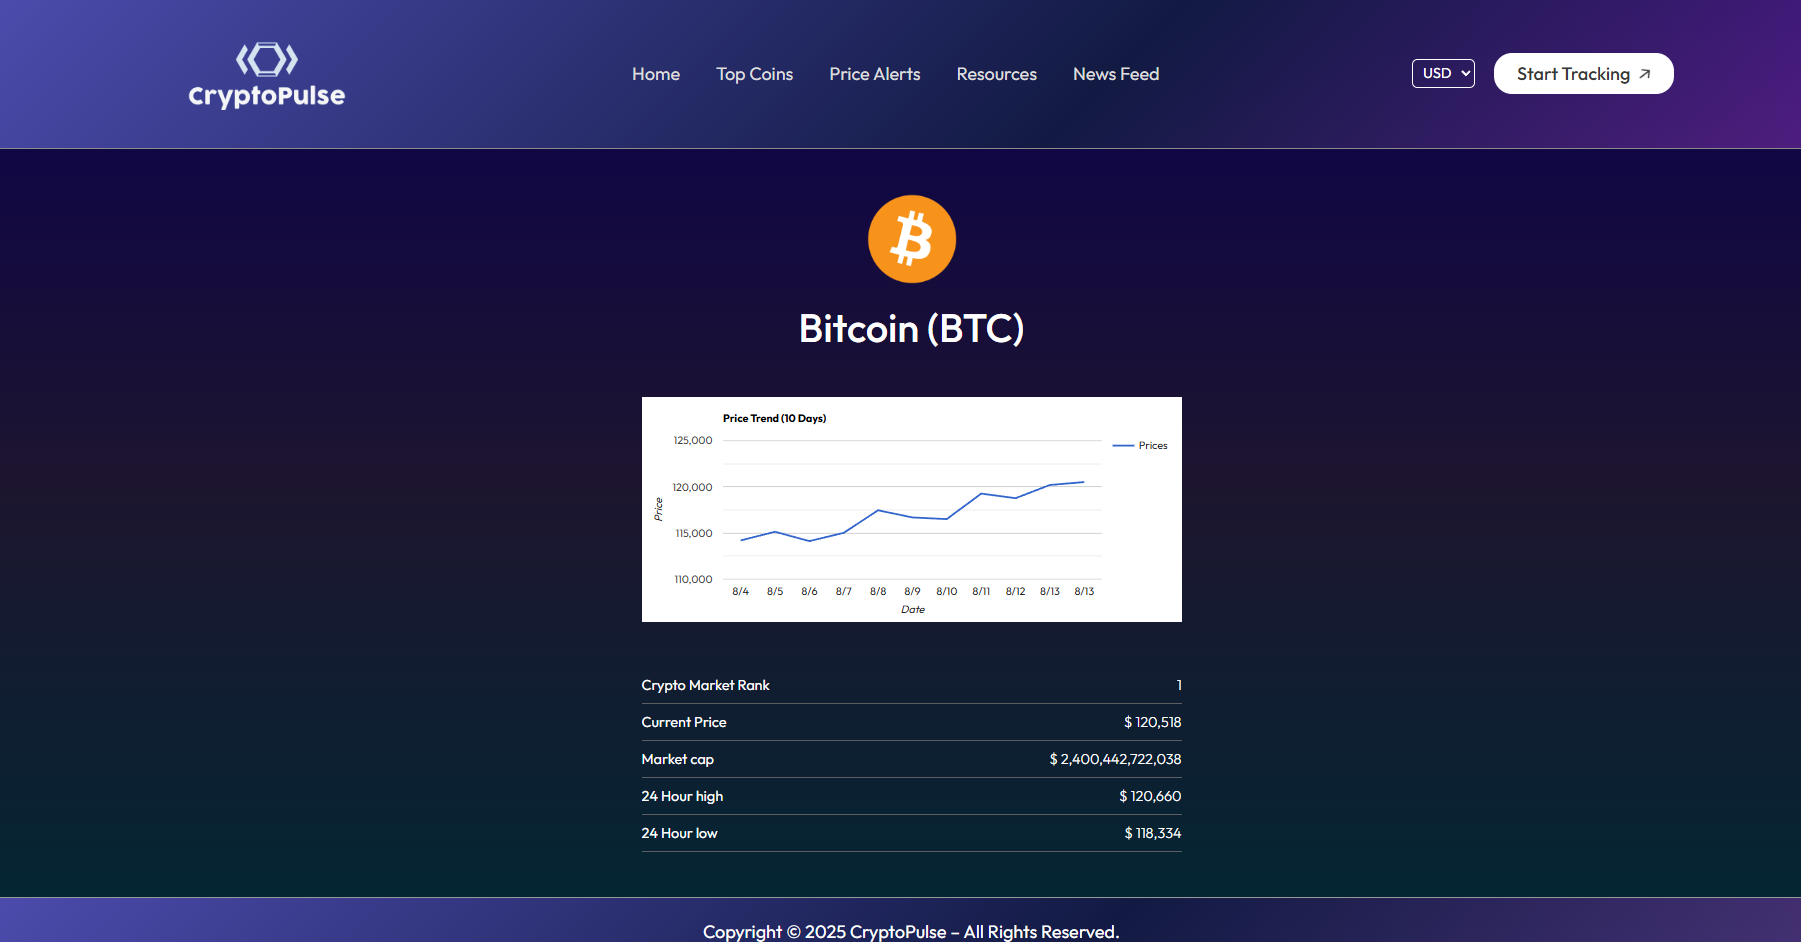 CryptoPulse
Home Top Coins Price Alerts Resources News Feed
USD
Start Tracking
Bitcoin (BTC)
Price Trend (10 Days)
Prices
125,000
120,000
115,000
110,000
Price
8/4 8/5 8/6 8/7 8/8 8/9 8/10 8/11 8/12 8/13 8/13
Date
Crypto Market Rank 1
Current Price $ 120,518
Market cap $ 2,400,442,722,038
24 Hour high $ 120,660
24 Hour low $ 118,334
Copyright © 2025 CryptoPulse – All Rights Reserved.